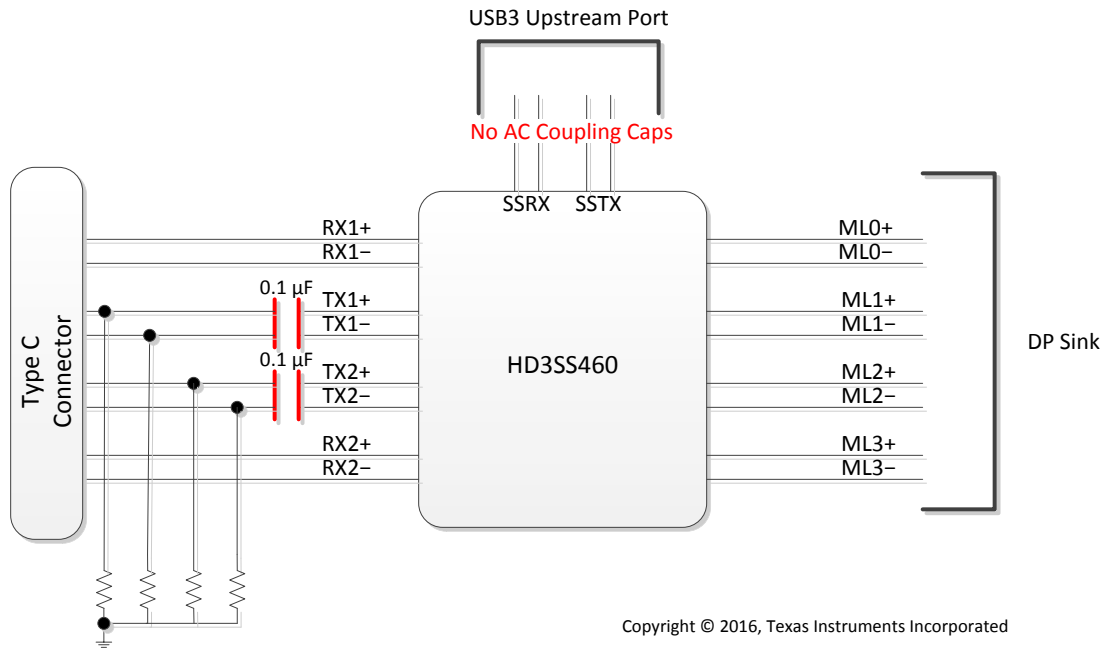 USB3 Upstream Port
No AC Coupling Caps
SSRX SSTX
Type C
Connector
RX1+
RX1−
0.1 µF
TX1+
TX1−
0.1 µF
TX2+
TX2−
RX2+
RX2−
HD3SS460
ML0+
ML0−
ML1+
ML1−
ML2+
ML2−
ML3+
ML3−
DP Sink
Copyright © 2016, Texas Instruments Incorporated